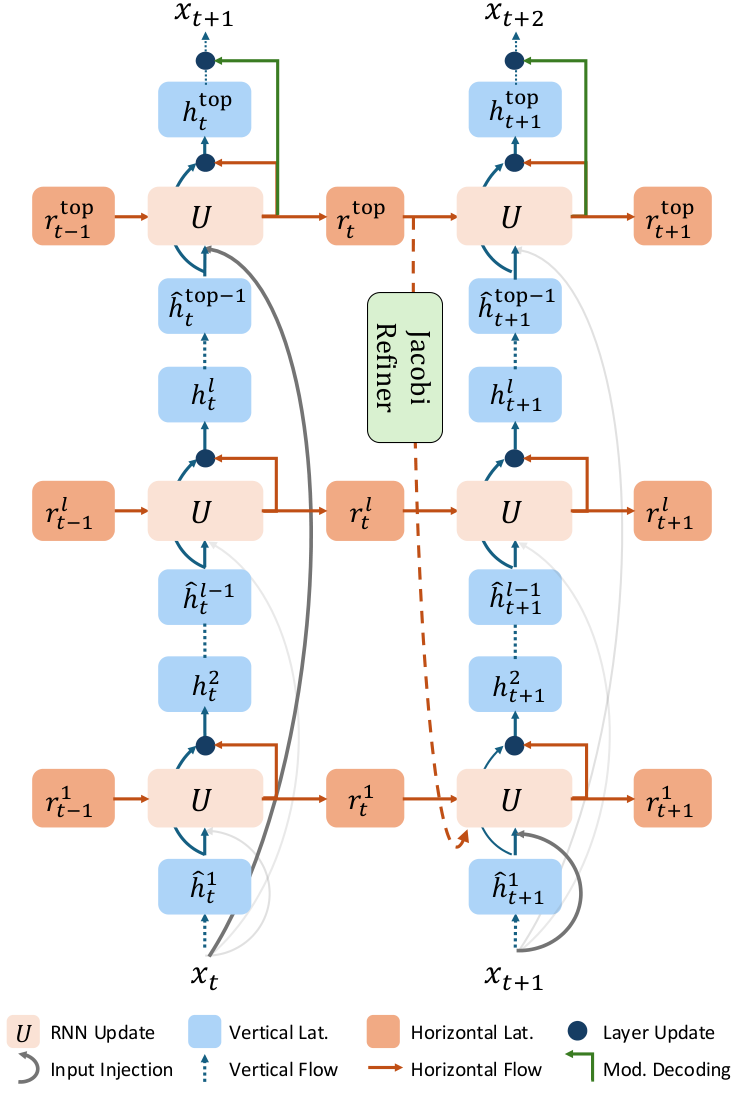 x_{t+1} x_{t+2}
h_t^{top} h_{t+1}^{top}
r_{t-1}^{top} U r_t^{top} U r_{t+1}^{top}
ĥ_t^{top-1} ĥ_{t+1}^{top-1}
Jacobi
Refiner
h_t^l h_{t+1}^l
r_{t-1}^l U r_t^l U r_{t+1}^l
ĥ_t^{l-1} ĥ_{t+1}^{l-1}
h_t^2 h_{t+1}^2
r_{t-1}^1 U r_t^1 U r_{t+1}^1
ĥ_t^1 ĥ_{t+1}^1
x_t x_{t+1}
U RNN Update Vertical Lat. Horizontal Lat. Layer Update
Input Injection Vertical Flow Horizontal Flow Mod. Decoding